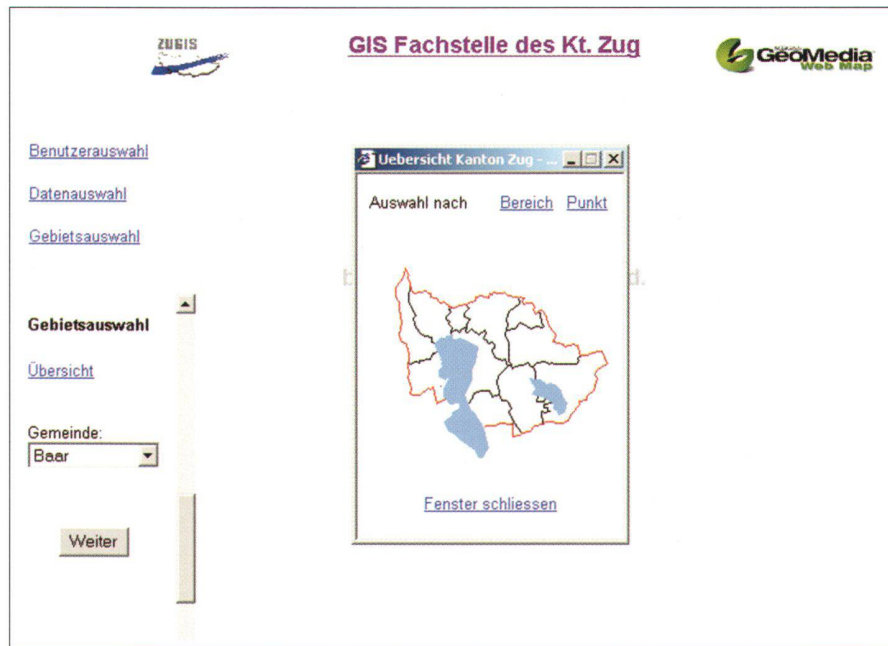 ZUGIS
GIS Fachstelle des Kt. Zug
GeoMedia
Web Map
Benutzerauswahl
Datenauswahl
Gebietsauswahl
Gebietsauswahl
Übersicht
Gemeinde:
Baar
Weiter
Uebersicht Kanton Zug - ...
Auswahl nach Bereich Punkt
Fenster schliessen